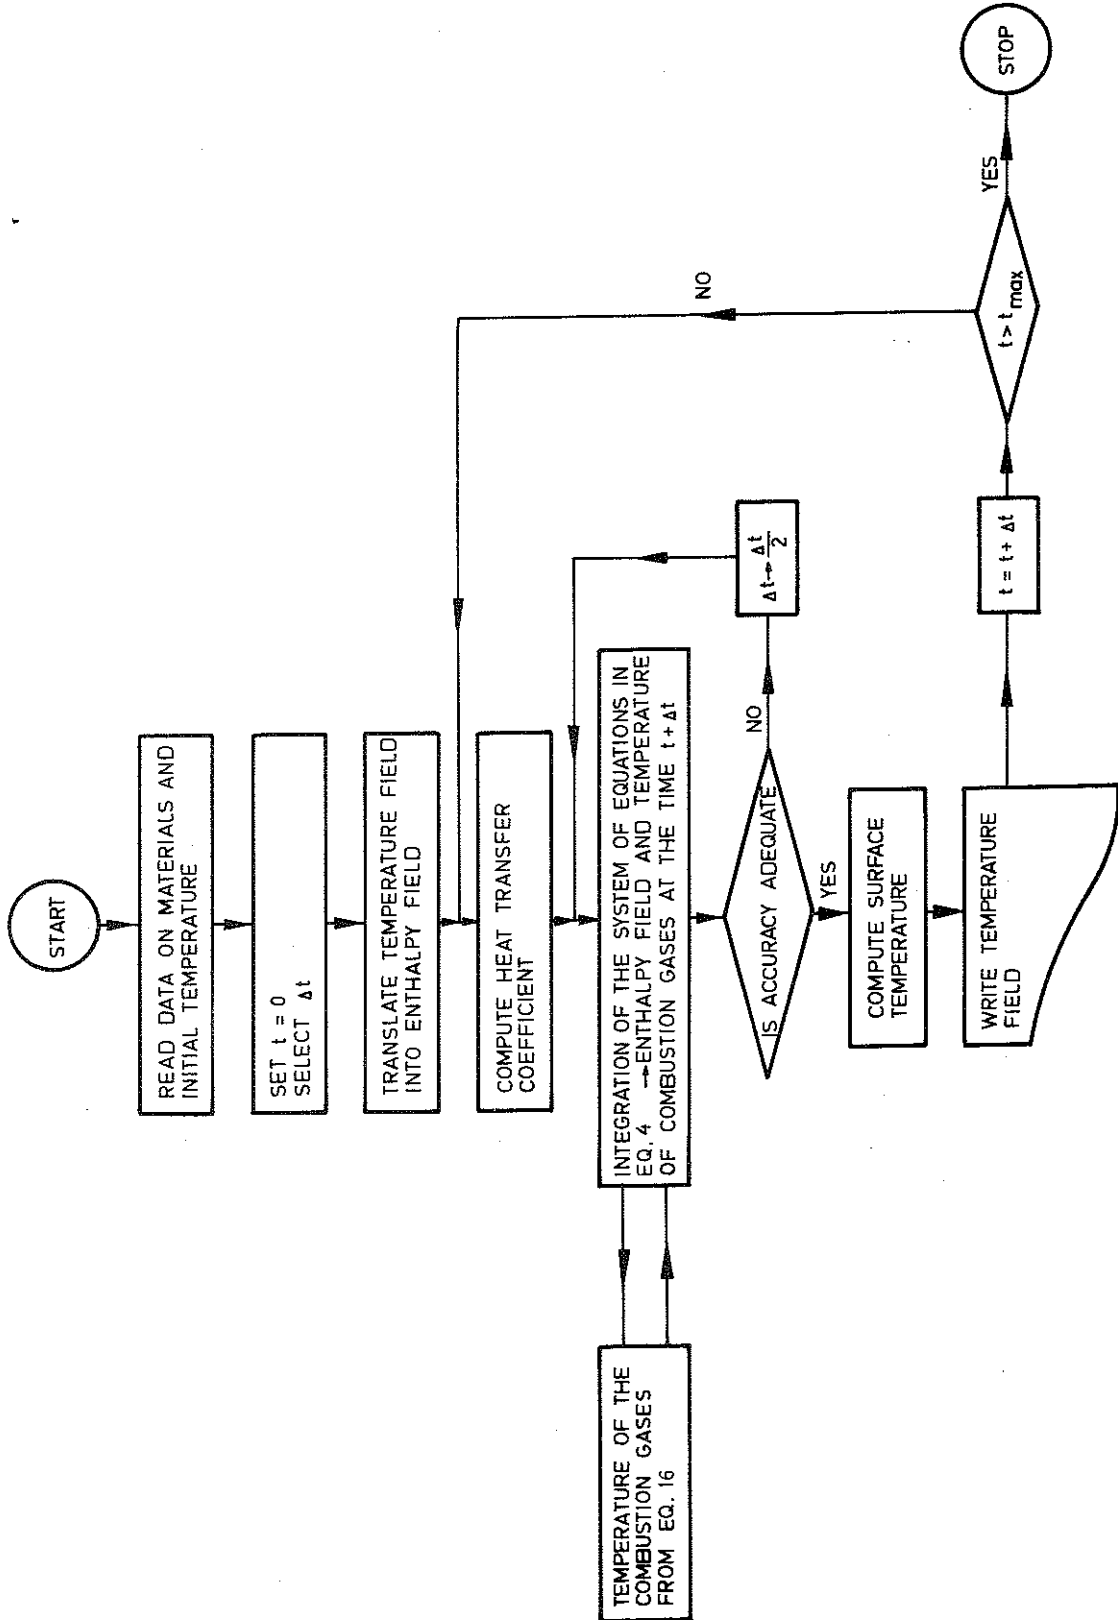 START
READ DATA ON MATERIALS AND
INITIAL TEMPERATURE
SET t = 0
SELECT Δt
TRANSLATE TEMPERATURE FIELD
INTO ENTHALPY FIELD
COMPUTE HEAT TRANSFER
COEFFICIENT
INTEGRATION OF THE SYSTEM OF EQUATIONS IN
EQ. 4 → ENTHALPY FIELD AND TEMPERATURE
OF COMBUSTION GASES AT THE TIME t + Δt
TEMPERATURE OF THE
COMBUSTION GASES
FROM EQ. 16
IS ACCURACY ADEQUATE
NO
Δt → Δt/2
YES
COMPUTE SURFACE
TEMPERATURE
WRITE TEMPERATURE
FIELD
t = t + Δt
t > tmax
NO
YES
STOP